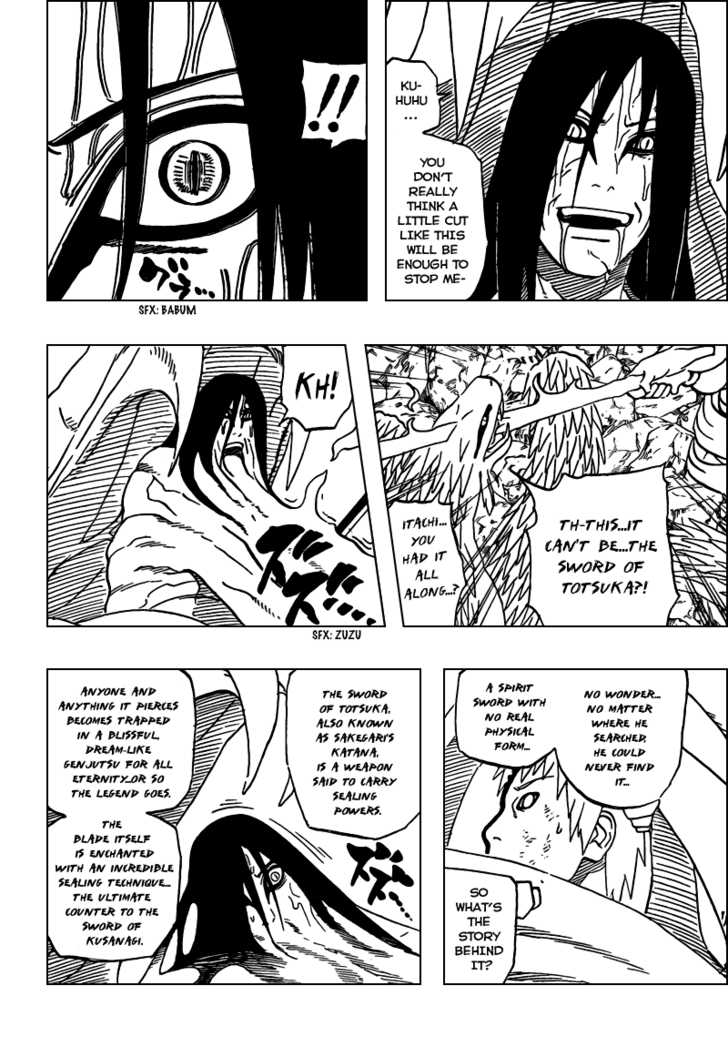 KU-
HUHU
...
YOU
DON'T
REALLY
THINK A
LITTLE CUT
LIKE THIS
WILL BE
ENOUGH TO
STOP ME-
!!
グラ...
SFX: BABUM
TH-THIS...IT
CAN'T BE...THE
SWORD OF
TOTSUKA?!
ITACHI...
YOU
HAD IT
ALL
ALONG...?
KH!
ズズ
SFX: ZUZU
NO WONDER...
NO MATTER
WHERE HE
SEARCHED,
HE COULD
NEVER FIND
IT...
A SPIRIT
SWORD WITH
NO REAL
PHYSICAL
FORM...
SO
WHAT'S
THE
STORY
BEHIND
IT?
THE SWORD
OF TOTSUKA,
ALSO KNOWN
AS SAKEGARI'S
KATANA,
IS A WEAPON
SAID TO CARRY
SEALING
POWERS.
ズズ...
ANYONE AND
ANYTHING IT PIERCES
BECOMES TRAPPED
IN A BLISSFUL,
DREAM-LIKE
GENJUTSU FOR ALL
ETERNITY...OR SO
THE LEGEND GOES.
THE
BLADE ITSELF
IS ENCHANTED
WITH AN INCREDIBLE
SEALING TECHNIQUE...
THE ULTIMATE
COUNTER TO THE
SWORD OF
KUSANAGI.